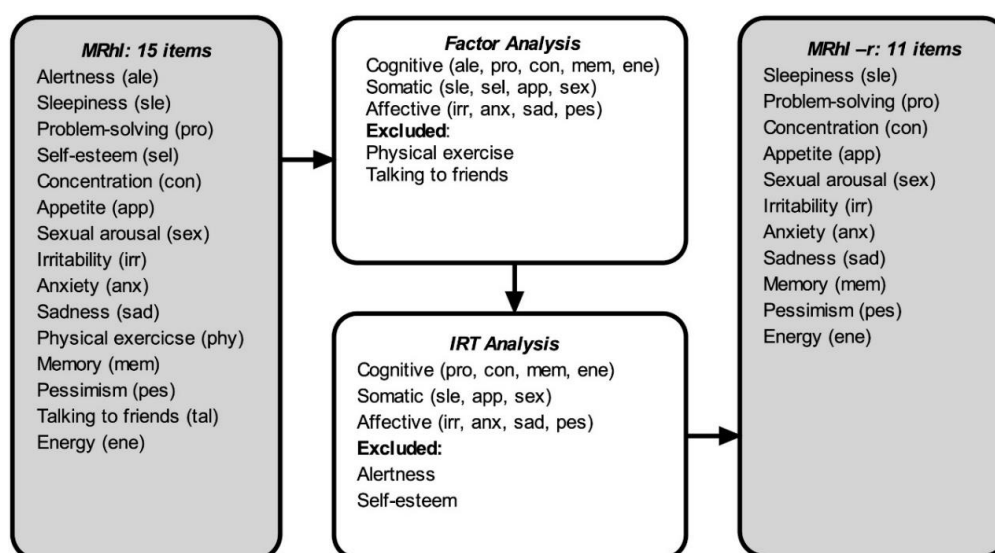 MRhI: 15 items
Alertness (ale)
Sleepiness (sle)
Problem-solving (pro)
Self-esteem (sel)
Concentration (con)
Appetite (app)
Sexual arousal (sex)
Irritability (irr)
Anxiety (anx)
Sadness (sad)
Physical exercicse (phy)
Memory (mem)
Pessimism (pes)
Talking to friends (tal)
Energy (ene)
Factor Analysis
Cognitive (ale, pro, con, mem, ene)
Somatic (sle, sel, app, sex)
Affective (irr, anx, sad, pes)
Excluded:
Physical exercise
Talking to friends
IRT Analysis
Cognitive (pro, con, mem, ene)
Somatic (sle, app, sex)
Affective (irr, anx, sad, pes)
Excluded:
Alertness
Self-esteem
MRhI –r: 11 items
Sleepiness (sle)
Problem-solving (pro)
Concentration (con)
Appetite (app)
Sexual arousal (sex)
Irritability (irr)
Anxiety (anx)
Sadness (sad)
Memory (mem)
Pessimism (pes)
Energy (ene)